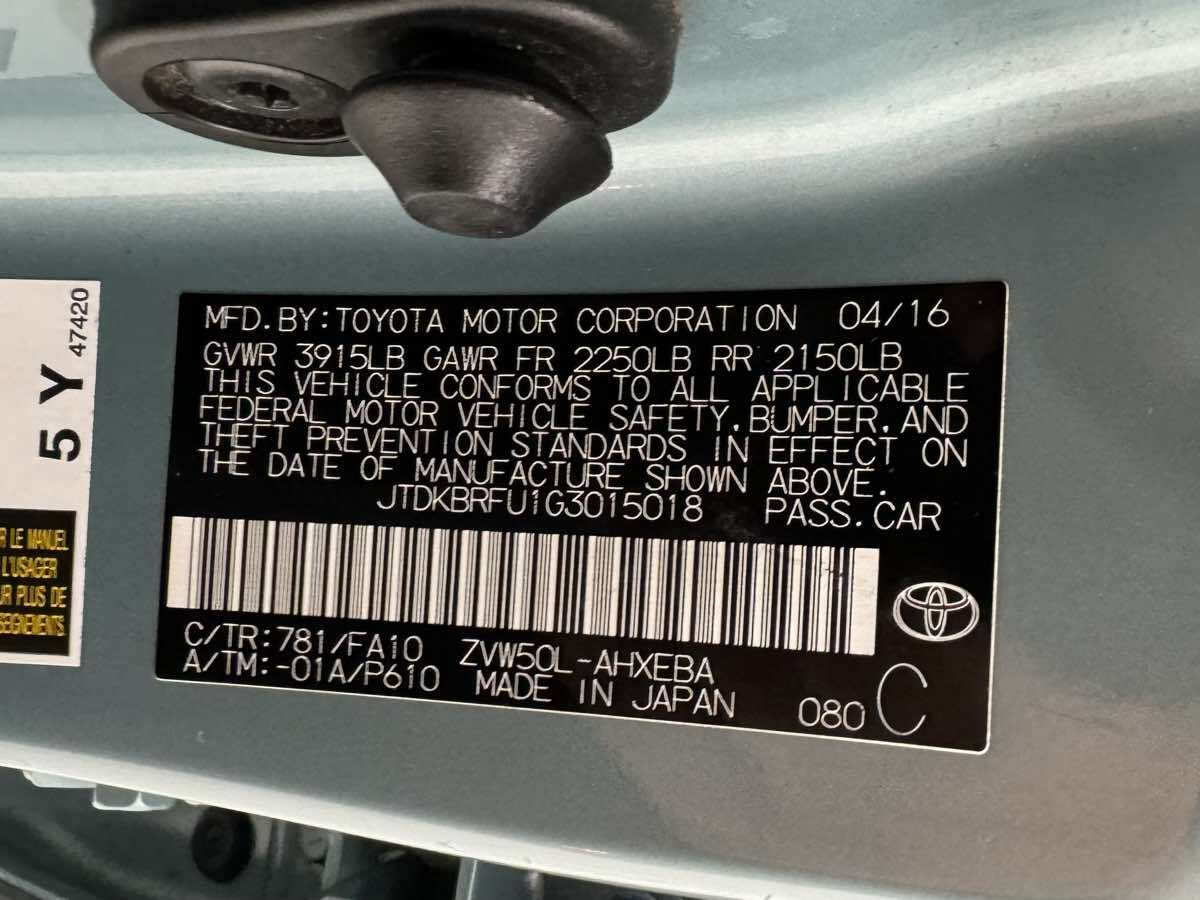 MFD.BY:TOYOTA MOTOR CORPORATION 04/16
GVWR 3915LB GAWR FR 2250LB RR 2150LB
THIS VEHICLE CONFORMS TO ALL APPLICABLE
FEDERAL MOTOR VEHICLE SAFETY,BUMPER,AND
THEFT PREVENTION STANDARDS IN EFFECT ON
THE DATE OF MANUFACTURE SHOWN ABOVE.
JTDKBRFU1G3015018 PASS.CAR
C/TR:781/FA10 ZVW50L-AHXEBA
A/TM:-01A/P610 MADE IN JAPAN
080 C
5 Y 47420
LE MANUEL
L'USAGER
PLUS DE